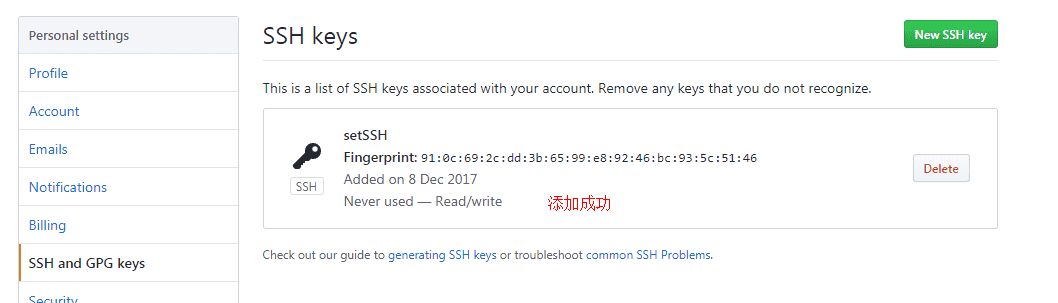 Personal settings
Profile
Account
Emails
Notifications
Billing
SSH and GPG keys
Security
SSH keys
New SSH key
This is a list of SSH keys associated with your account. Remove any keys that you do not recognize.
setSSH
Fingerprint: 91:0c:69:2c:dd:3b:65:99:e8:92:46:bc:93:5c:51:46
SSH
Added on 8 Dec 2017
Never used — Read/write
添加成功
Delete
Check out our guide to generating SSH keys or troubleshoot common SSH Problems.